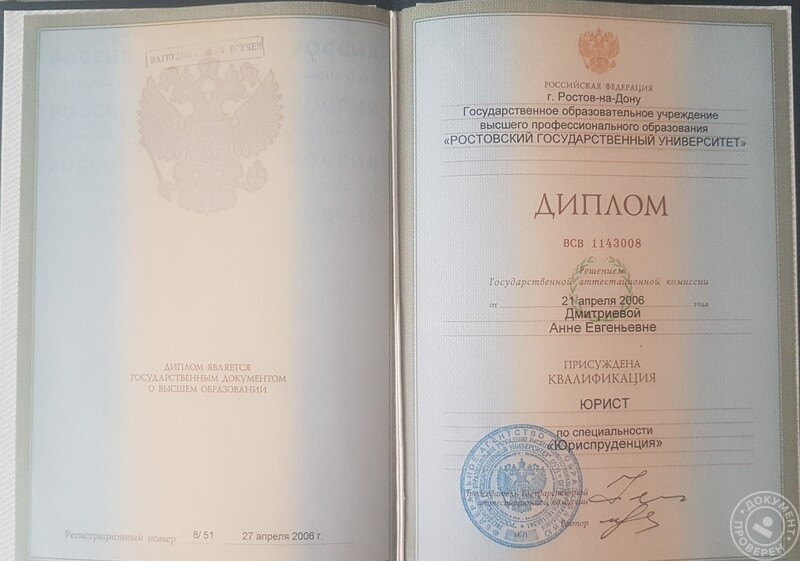 ВРУЧЕН
ДИПЛОМ ЯВЛЯЕТСЯ
ГОСУДАРСТВЕННЫМ ДОКУМЕНТОМ
О ВЫСШЕМ ОБРАЗОВАНИИ
Регистрационный номер 8/51 27 апреля 2006 г.
РОССИЙСКАЯ ФЕДЕРАЦИЯ
г. Ростов-на-Дону
Государственное образовательное учреждение
высшего профессионального образования
«РОСТОВСКИЙ ГОСУДАРСТВЕННЫЙ УНИВЕРСИТЕТ»
ДИПЛОМ
ВСВ 1143008
Решением
Государственной аттестационной комиссии
от 21 апреля 2006 года
Дмитриевой
Анне Евгеньевне
ПРИСУЖДЕНА
КВАЛИФИКАЦИЯ
ЮРИСТ
по специальности
«Юриспруденция»
Председатель Государственной
аттестационной комиссии
Ректор
ДОКУМЕНТ
ПРОВЕРЕН